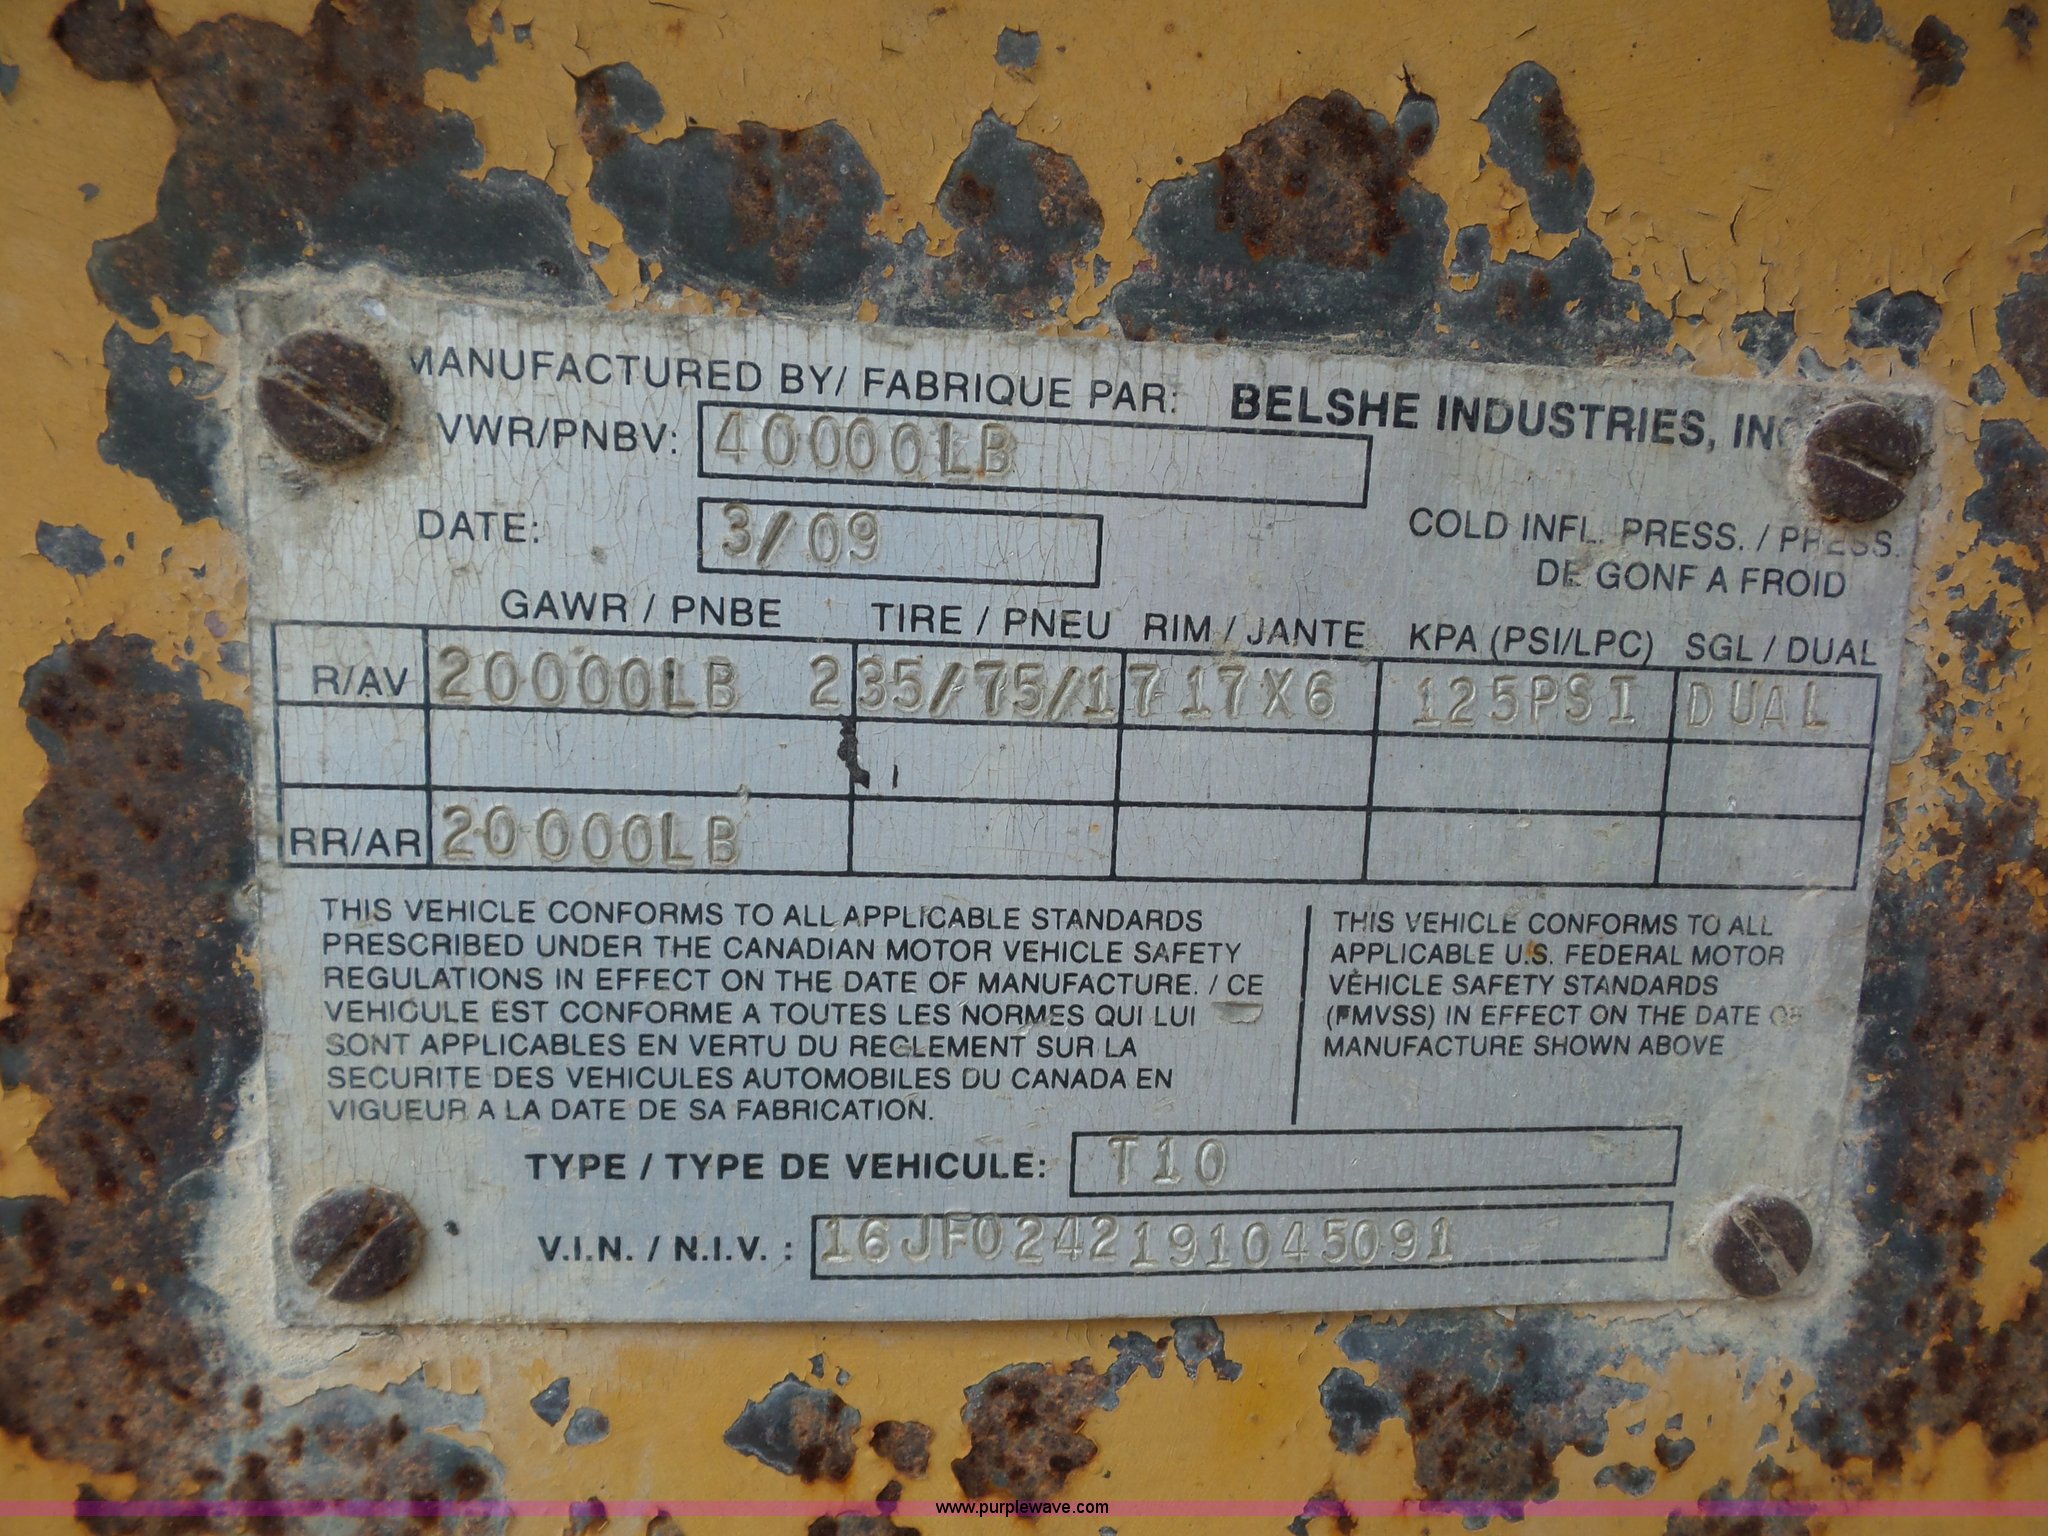 MANUFACTURED BY/ FABRIQUE PAR: BELSHE INDUSTRIES, INC
VWR/PNBV: 40000LB
DATE: 3/09
COLD INFL. PRESS. / PRESS.
DE GONF A FROID
GAWR / PNBE TIRE / PNEU RIM / JANTE KPA (PSI/LPC) SGL / DUAL
R/AV 20000LB 235/75/17 17X6 125PSI DUAL
RR/AR 20000LB
THIS VEHICLE CONFORMS TO ALL APPLICABLE STANDARDS
PRESCRIBED UNDER THE CANADIAN MOTOR VEHICLE SAFETY
REGULATIONS IN EFFECT ON THE DATE OF MANUFACTURE. / CE
VEHICULE EST CONFORME A TOUTES LES NORMES QUI LUI
SONT APPLICABLES EN VERTU DU REGLEMENT SUR LA
SECURITE DES VEHICULES AUTOMOBILES DU CANADA EN
VIGUEUR A LA DATE DE SA FABRICATION.
THIS VEHICLE CONFORMS TO ALL
APPLICABLE U.S. FEDERAL MOTOR
VEHICLE SAFETY STANDARDS
(FMVSS) IN EFFECT ON THE DATE OF
MANUFACTURE SHOWN ABOVE
TYPE / TYPE DE VEHICULE: T10
V.I.N. / N.I.V. : 16JF0242191045091
www.purplewave.com